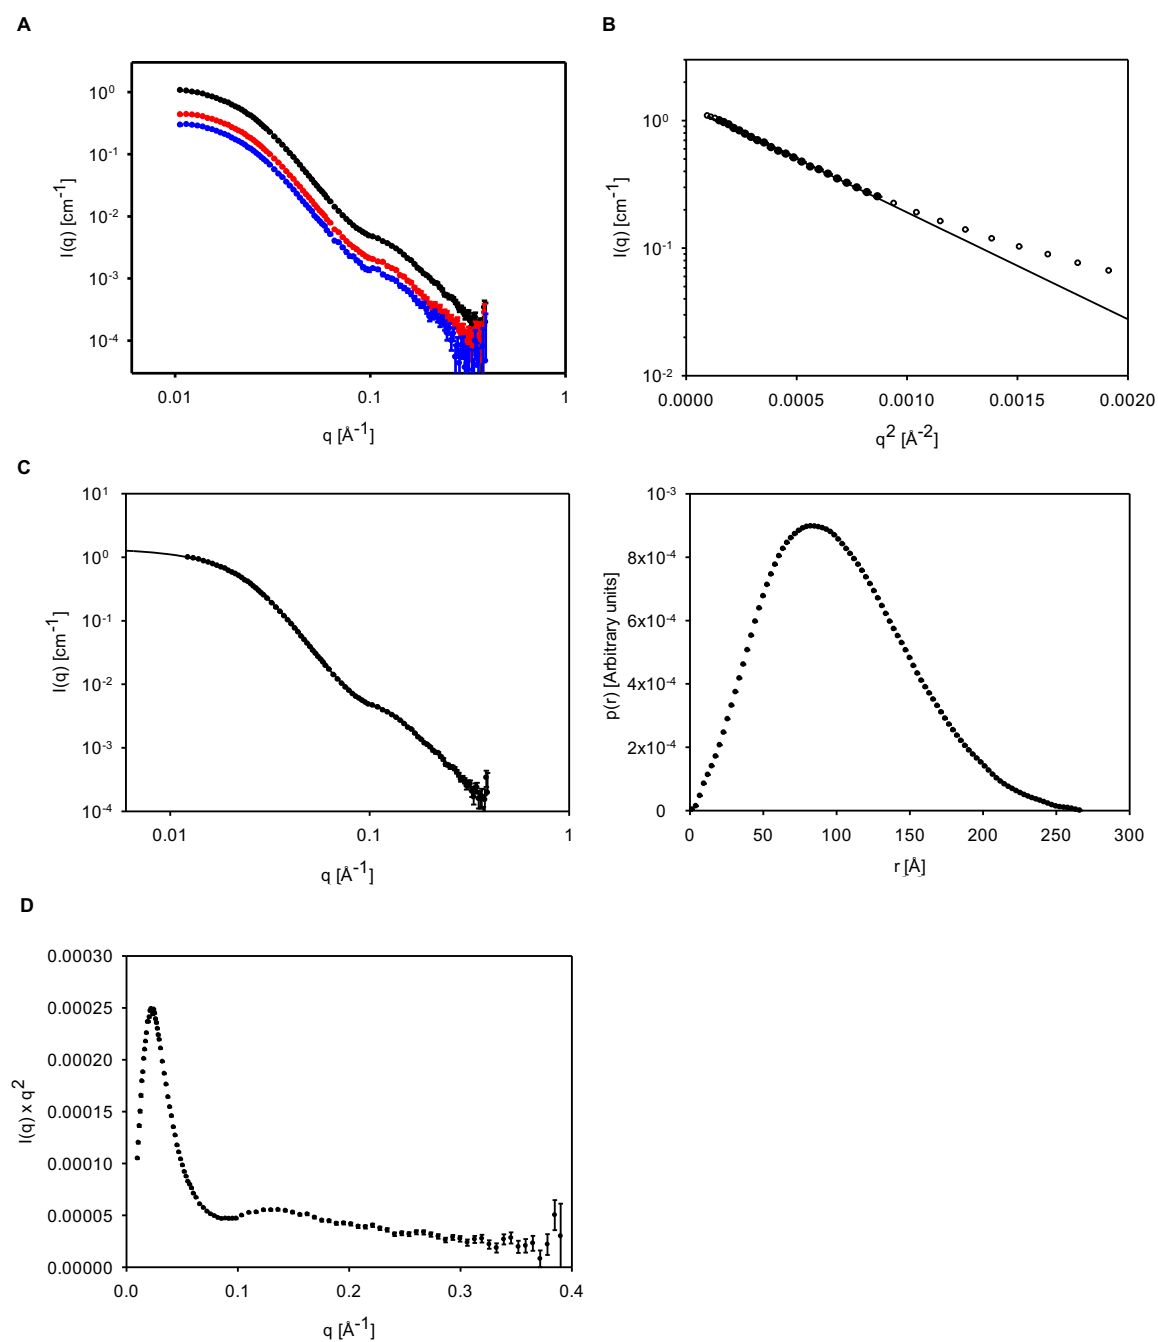 A
I(q) [cm-1]
10^0
10^-1
10^-2
10^-3
10^-4
0.01 0.1 1
q [Å-1]
B
I(q) [cm-1]
10^0
10^-1
10^-2
0.0000 0.0005 0.0010 0.0015 0.0020
q^2 [Å-2]
C
I(q) [cm-1]
10^1
10^0
10^-1
10^-2
10^-3
10^-4
0.01 0.1 1
q [Å-1]
p(r) [Arbitrary units]
10^-3
8x10^-4
6x10^-4
4x10^-4
2x10^-4
0
0 50 100 150 200 250 300
r [Å]
D
I(q) x q^2
0.00030
0.00025
0.00020
0.00015
0.00010
0.00005
0.00000
0.0 0.1 0.2 0.3 0.4
q [Å-1]